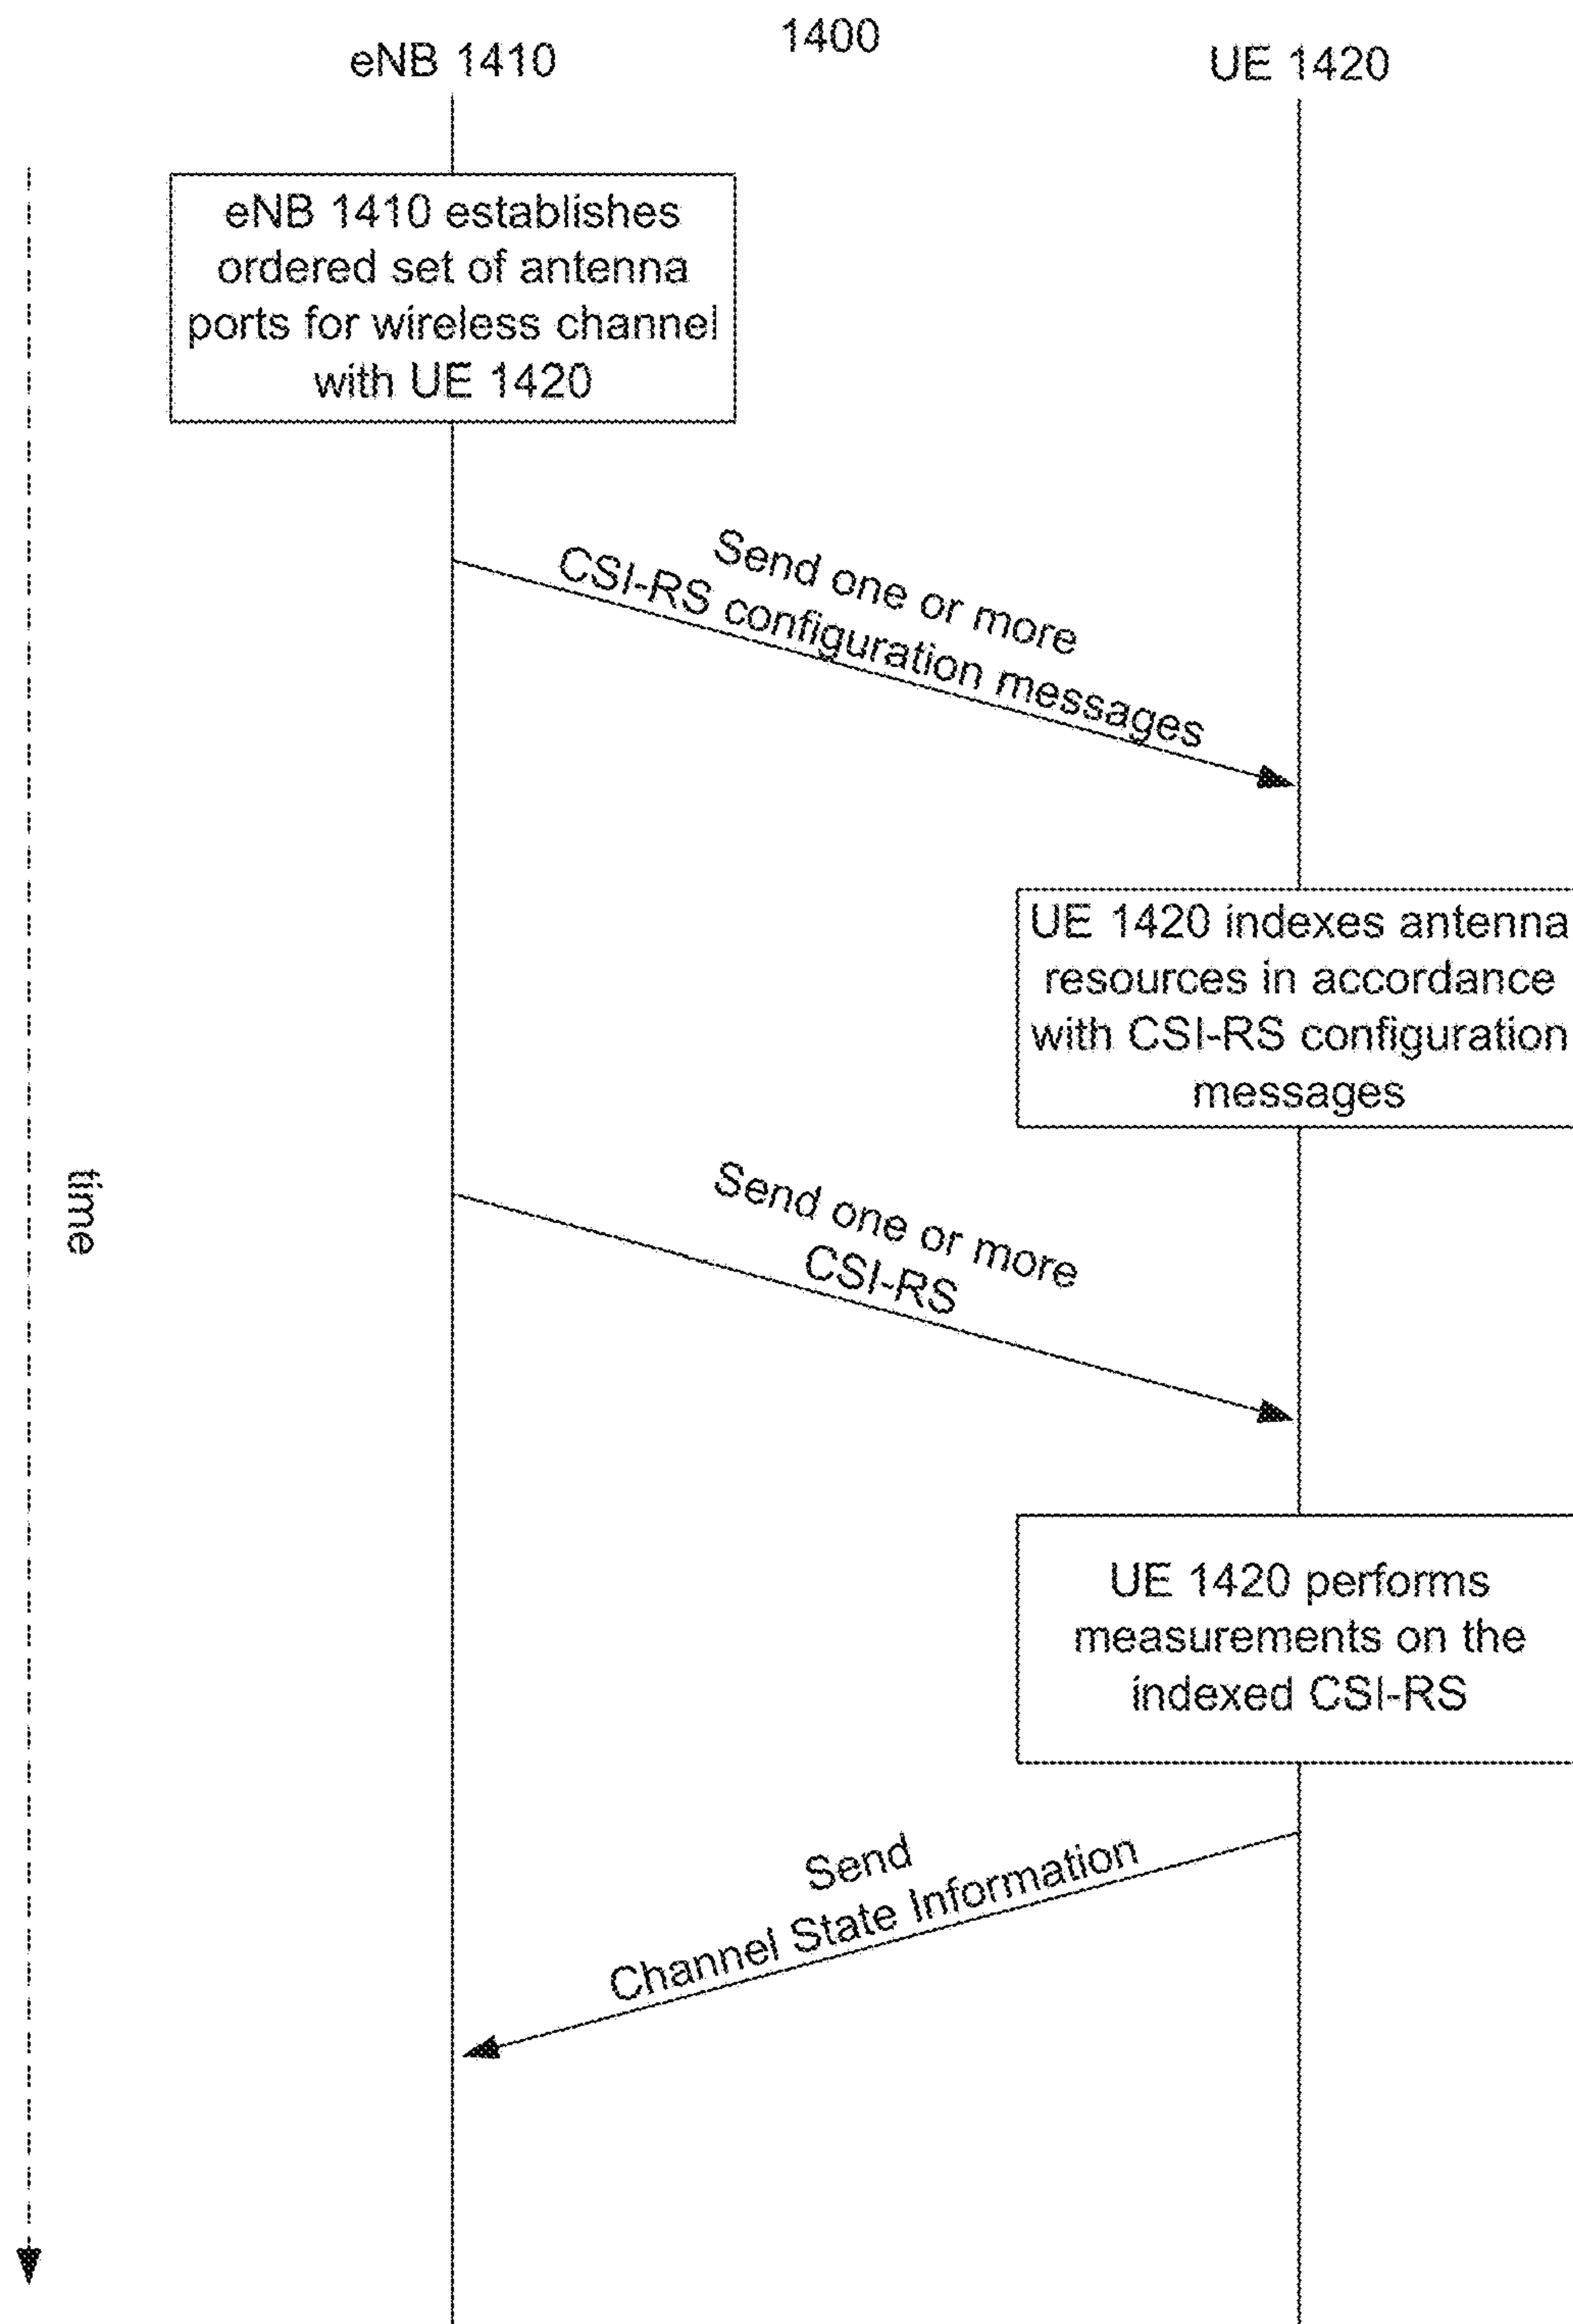 1400
eNB 1410
UE 1420
eNB 1410 establishes
ordered set of antenna
ports for wireless channel
with UE 1420
Send one or more
CSI-RS configuration messages
UE 1420 indexes antenna
resources in accordance
with CSI-RS configuration
messages
time
Send one or more
CSI-RS
UE 1420 performs
measurements on the
indexed CSI-RS
Send
Channel State Information